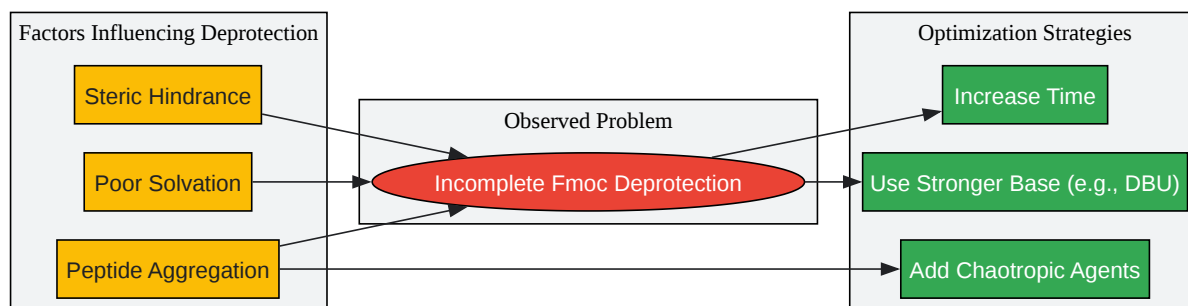 Factors Influencing Deprotection
Steric Hindrance
Poor Solvation
Peptide Aggregation
Observed Problem
Incomplete Fmoc Deprotection
Optimization Strategies
Increase Time
Use Stronger Base (e.g., DBU)
Add Chaotropic Agents